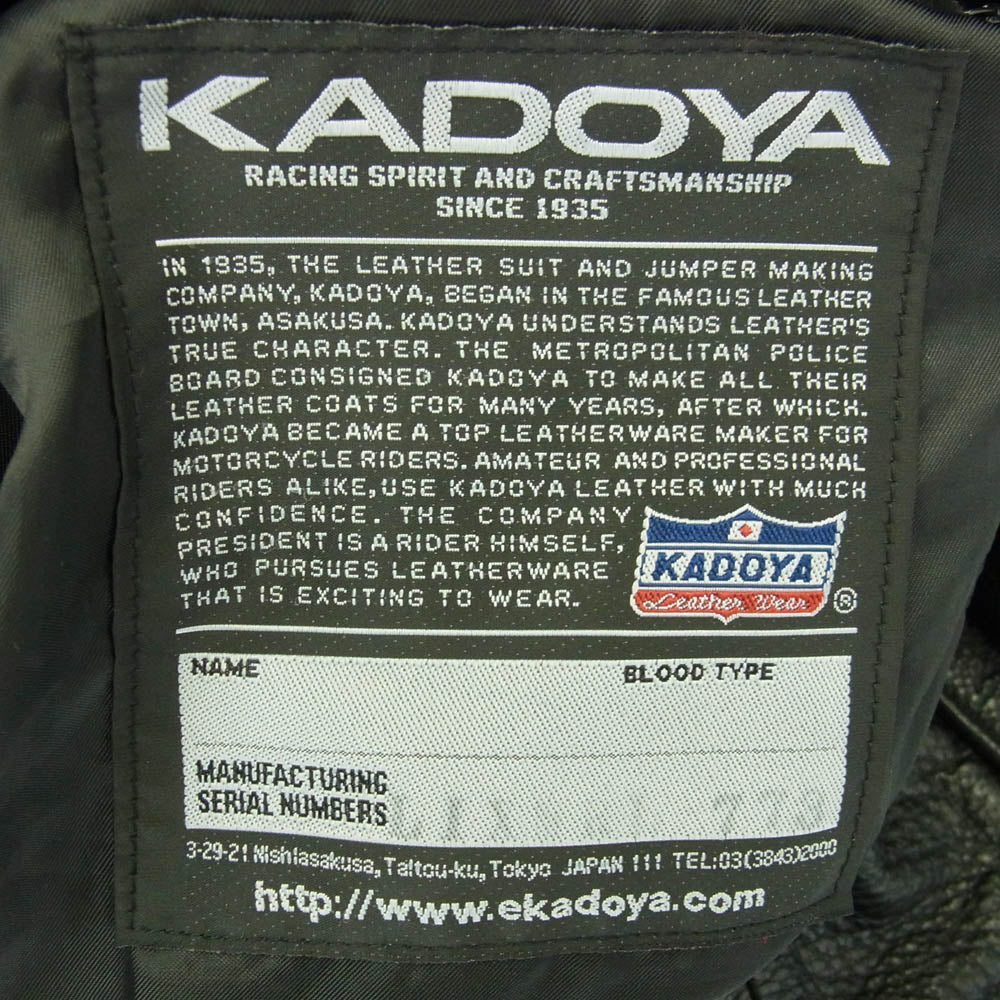 KADOYA
RACING SPIRIT AND CRAFTSMANSHIP
SINCE 1935
IN 1935, THE LEATHER SUIT AND JUMPER MAKING
COMPANY, KADOYA, BEGAN IN THE FAMOUS LEATHER
TOWN, ASAKUSA. KADOYA UNDERSTANDS LEATHER'S
TRUE CHARACTER. THE METROPOLITAN POLICE
BOARD CONSIGNED KADOYA TO MAKE ALL THEIR
LEATHER COATS FOR MANY YEARS, AFTER WHICH.
KADOYA BECAME A TOP LEATHERWARE MAKER FOR
MOTORCYCLE RIDERS. AMATEUR AND PROFESSIONAL
RIDERS ALIKE, USE KADOYA LEATHER WITH MUCH
CONFIDENCE. THE COMPANY
PRESIDENT IS A RIDER HIMSELF,
WHO PURSUES LEATHERWARE
THAT IS EXCITING TO WEAR.
KADOYA
Leather Wear ®
NAME BLOOD TYPE
MANUFACTURING
SERIAL NUMBERS
3-29-21 Nishiasakusa, Taitou-ku, Tokyo JAPAN 111 TEL:03(3843)2000
http://www.ekadoya.com